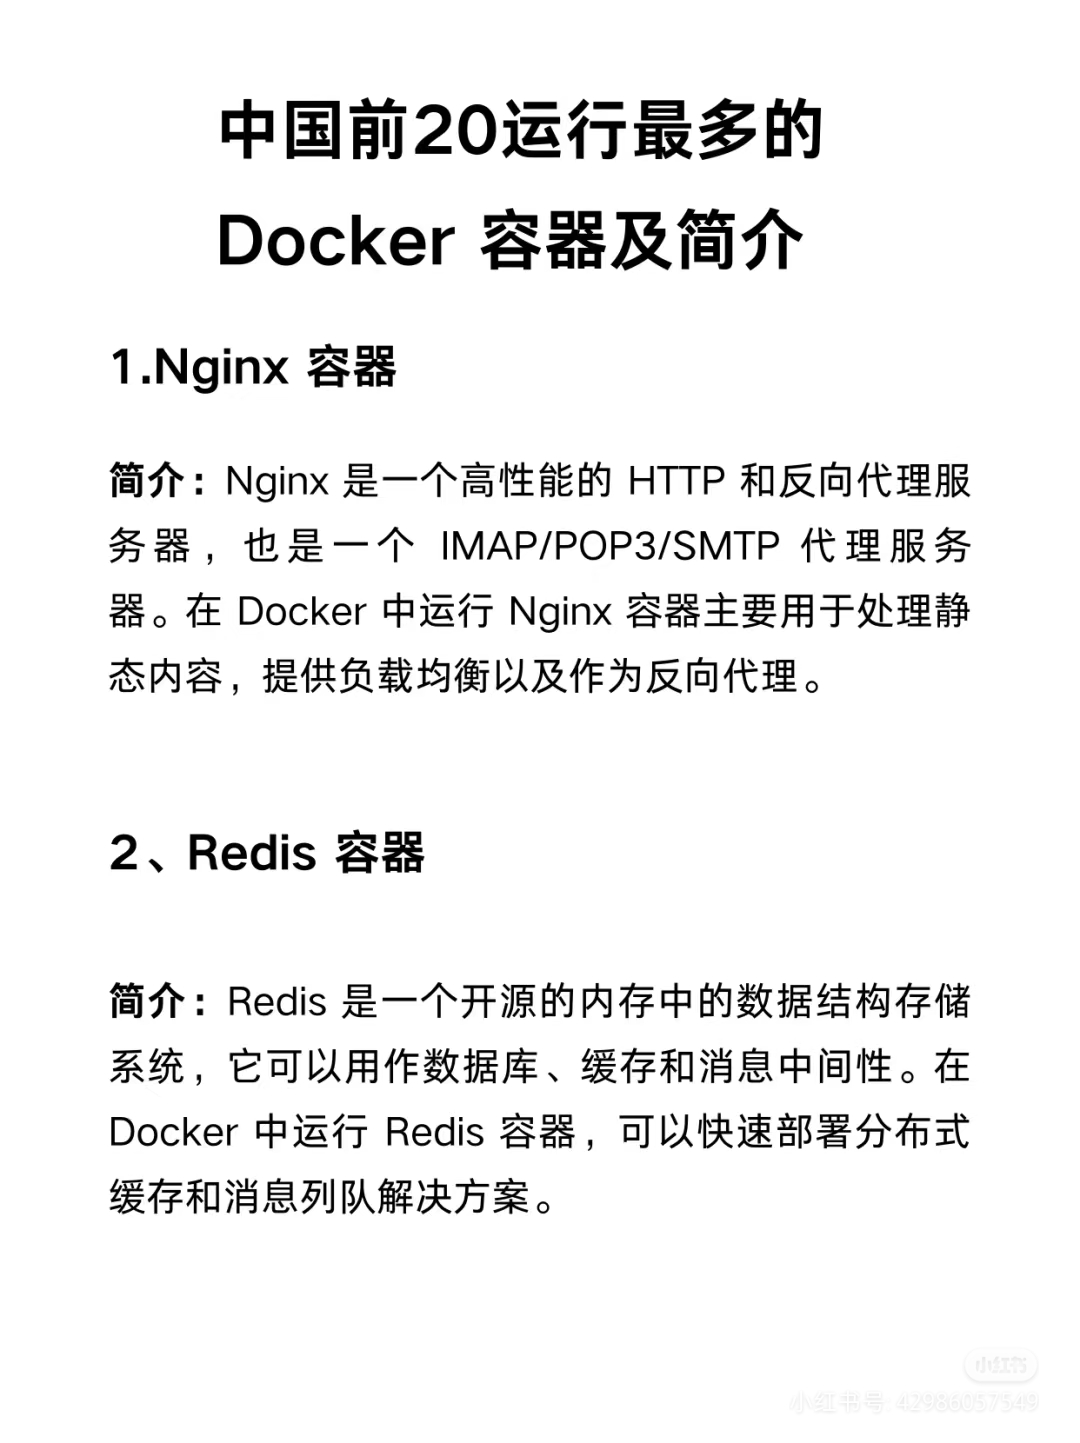 中国前20运行最多的
Docker 容器及简介
1.Nginx 容器
简介：Nginx 是一个高性能的 HTTP 和反向代理服
务器，也是一个 IMAP/POP3/SMTP 代理服务
器。在 Docker 中运行 Nginx 容器主要用于处理静
态内容，提供负载均衡以及作为反向代理。
2、Redis 容器
简介：Redis 是一个开源的内存中的数据结构存储
系统，它可以用作数据库、缓存和消息中间性。在
Docker 中运行 Redis 容器，可以快速部署分布式
缓存和消息列队解决方案。
小红书
小红书号: 42986057549